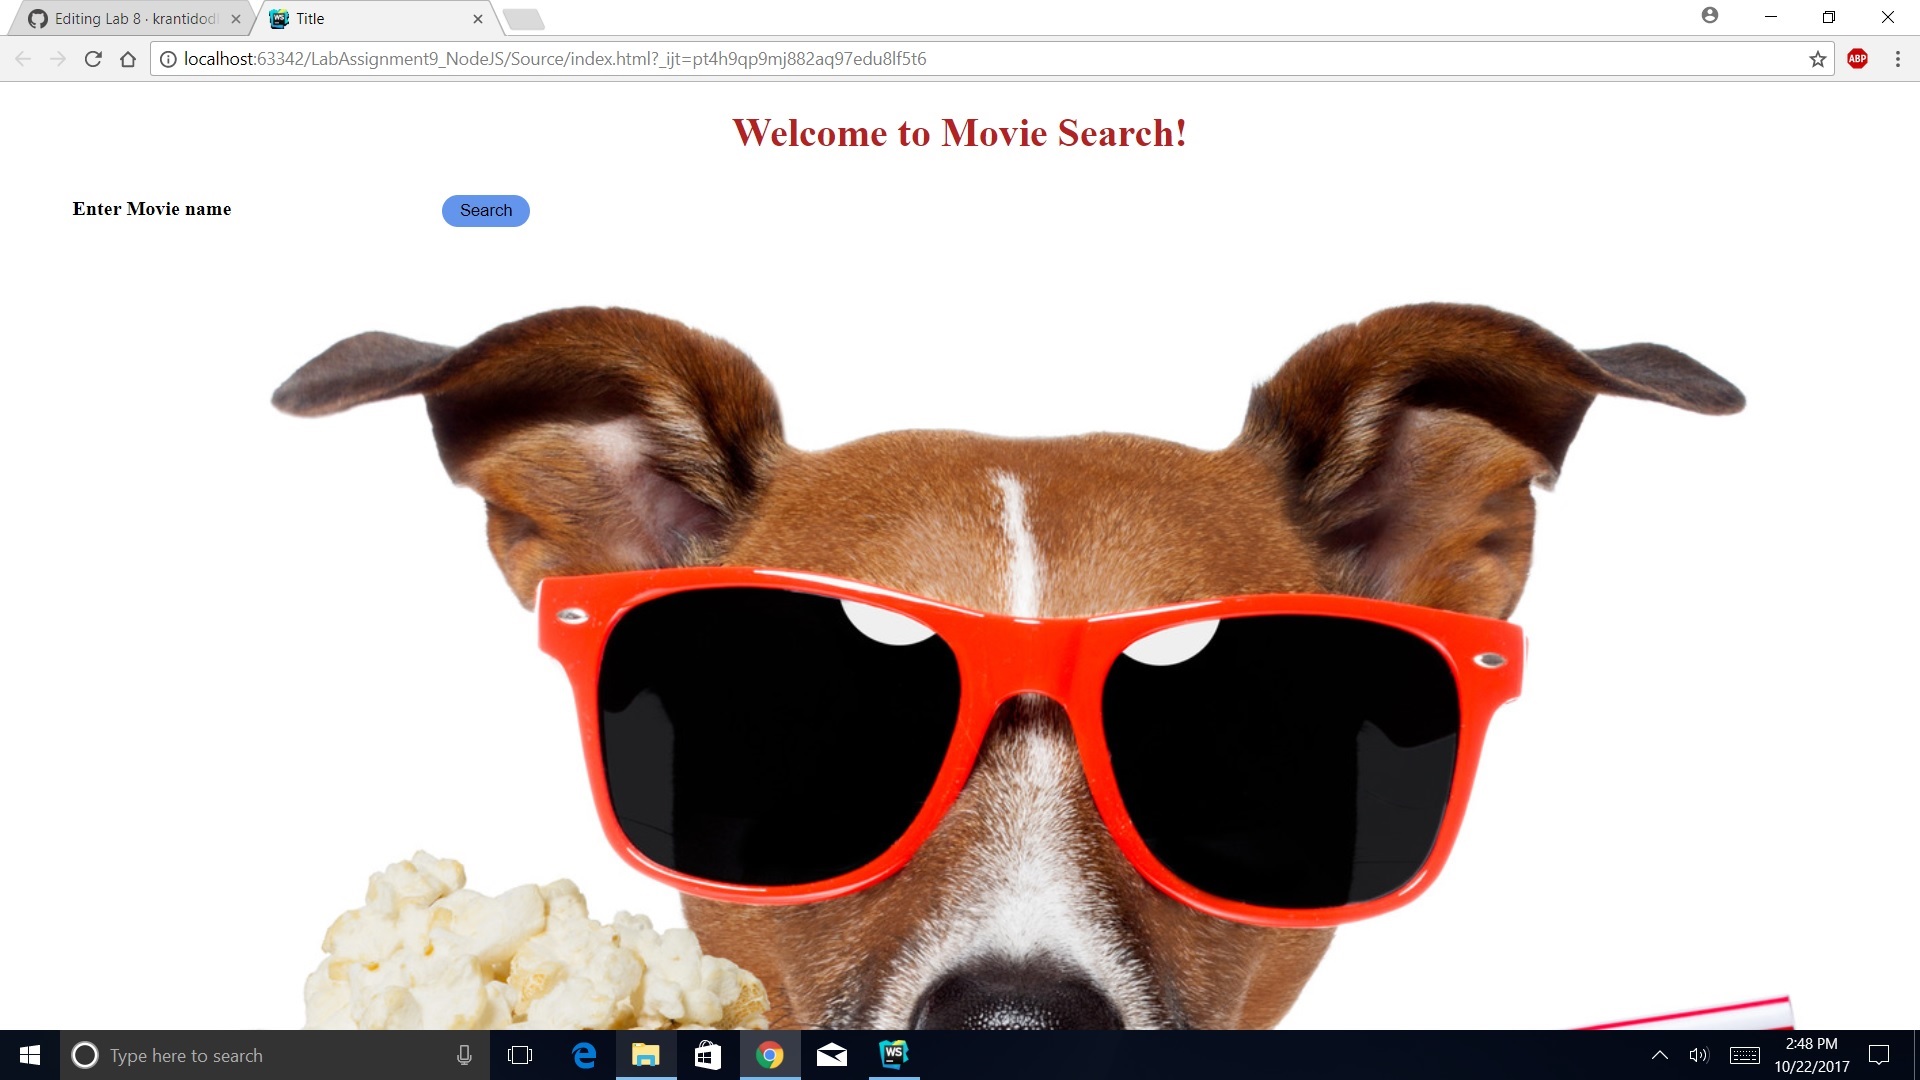 Editing Lab 8 · krantidod
Title
localhost:63342/LabAssignment9_NodeJS/Source/index.html?_ijt=pt4h9qp9mj882aq97edu8lf5t6
ABP
Welcome to Movie Search!
Enter Movie name
Search
Type here to search
WS
2:48 PM
10/22/2017